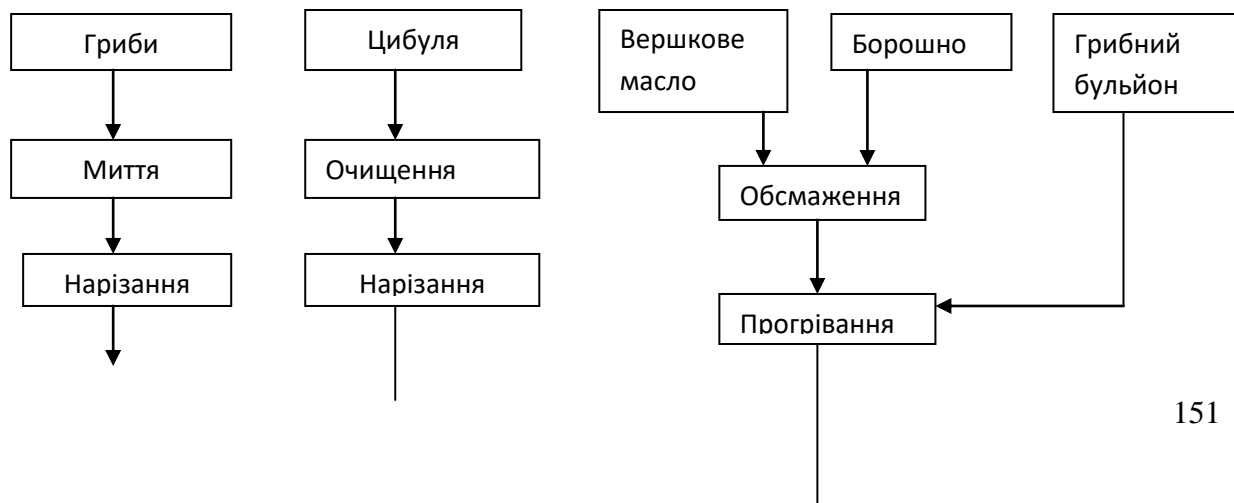 Гриби
Цибуля
Вершкове
масло
Борошно
Грибний
бульйон
Миття
Очищення
Обсмаження
Нарізання
Нарізання
Прогрівання
151